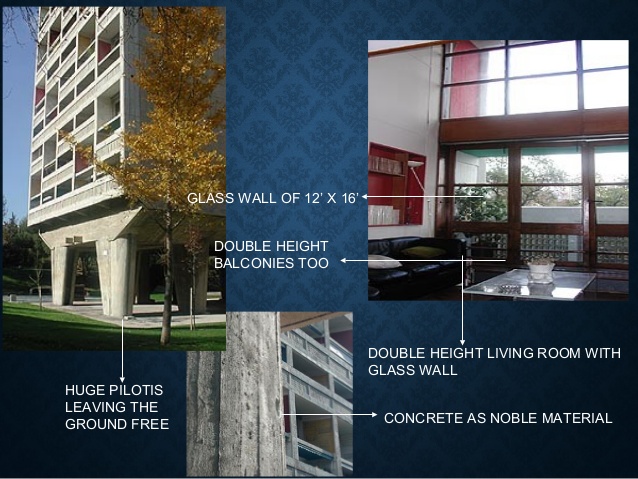 GLASS WALL OF 12’ X 16’
DOUBLE HEIGHT
BALCONIES TOO
DOUBLE HEIGHT LIVING ROOM WITH
GLASS WALL
HUGE PILOTIS
LEAVING THE
GROUND FREE
CONCRETE AS NOBLE MATERIAL